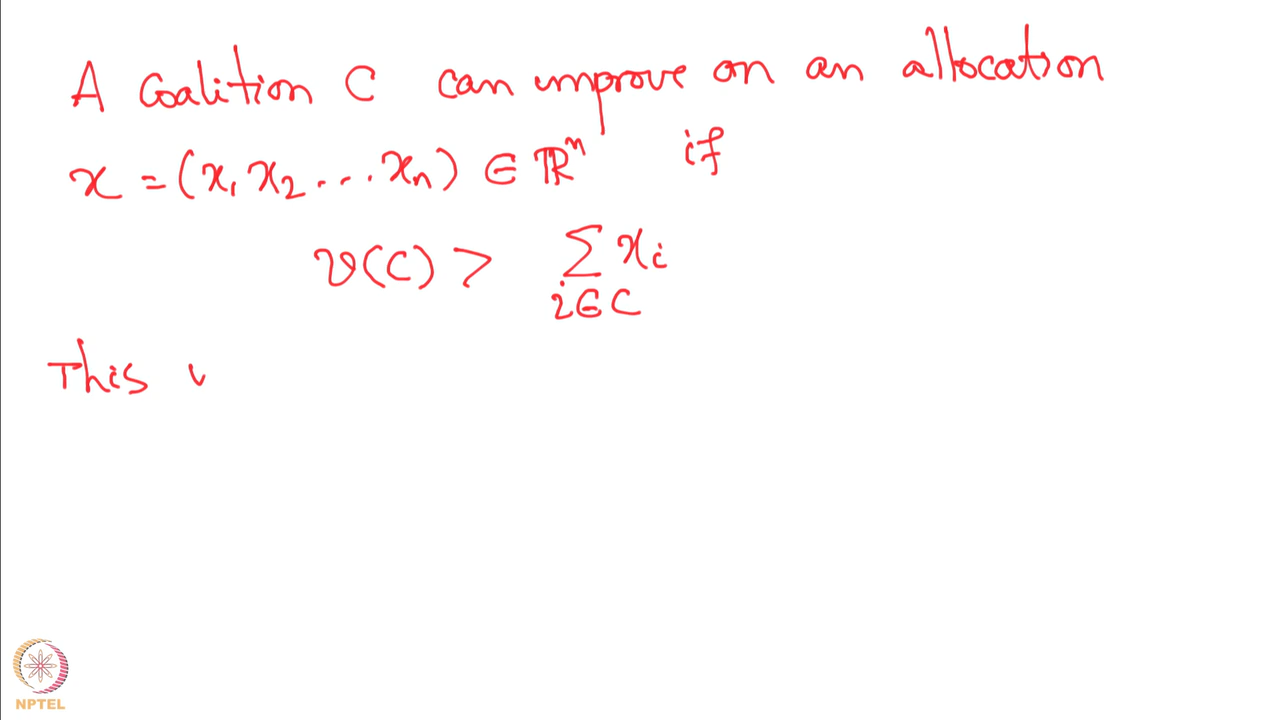 A Coalition C can improve on an allocation
x = (x₁ x₂ ... xₙ) ∈ ℝⁿ if
v(C) > ∑ xᵢ
i∈C
This
NPTEL